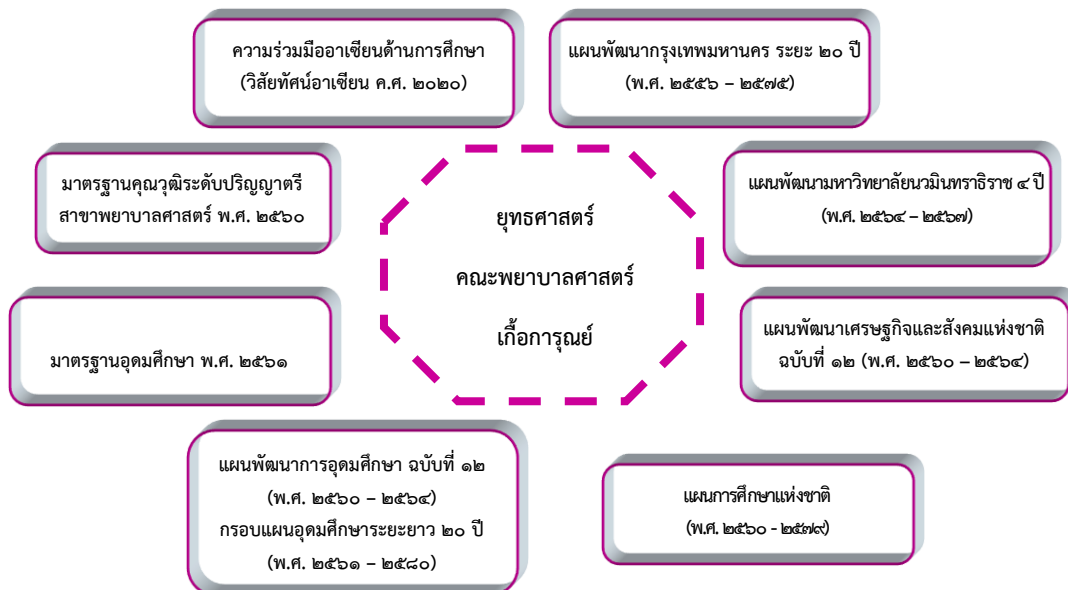 ความร่วมมืออาเซียนด้านการศึกษา
(วิสัยทัศน์อาเซียน ค.ศ. ๒๐๒๐)
แผนพัฒนากรุงเทพมหานคร ระยะ ๒๐ ปี
(พ.ศ. ๒๕๕๖ – ๒๕๗๕)
มาตรฐานคุณวุฒิระดับปริญญาตรี
สาขาพยาบาลศาสตร์ พ.ศ. ๒๕๖๐
แผนพัฒนามหาวิทยาลัยนวมินทราธิราช ๔ ปี
(พ.ศ. ๒๕๖๔ – ๒๕๖๗)
ยุทธศาสตร์
คณะพยาบาลศาสตร์
เกื้อการุณย์
มาตรฐานอุดมศึกษา พ.ศ. ๒๕๖๑
แผนพัฒนาเศรษฐกิจและสังคมแห่งชาติ
ฉบับที่ ๑๒ (พ.ศ. ๒๕๖๐ – ๒๕๖๔)
แผนพัฒนาการอุดมศึกษา ฉบับที่ ๑๒
(พ.ศ. ๒๕๖๐ – ๒๕๖๔)
กรอบแผนอุดมศึกษาระยะยาว ๒๐ ปี
(พ.ศ. ๒๕๖๑ – ๒๕๘๐)
แผนการศึกษาแห่งชาติ
(พ.ศ. ๒๕๖๐ - ๒๕๗๙)